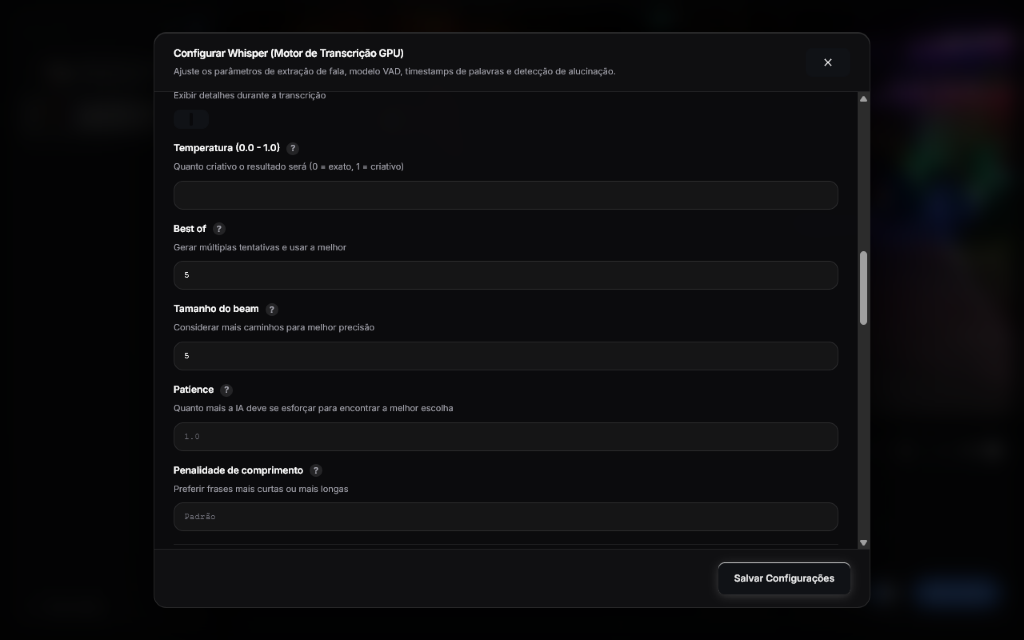 Configurar Whisper (Motor de Transcrição GPU)
Ajuste os parâmetros de extração de fala, modelo VAD, timestamps de palavras e detecção de alucinação.
Exibir detalhes durante a transcrição
Temperatura (0.0 - 1.0) ?
Quanto criativo o resultado será (0 = exato, 1 = criativo)
Best of ?
Gerar múltiplas tentativas e usar a melhor
5
Tamanho do beam ?
Considerar mais caminhos para melhor precisão
5
Patience ?
Quanto mais a IA deve se esforçar para encontrar a melhor escolha
1.0
Penalidade de comprimento ?
Preferir frases mais curtas ou mais longas
Padrão
Salvar Configurações